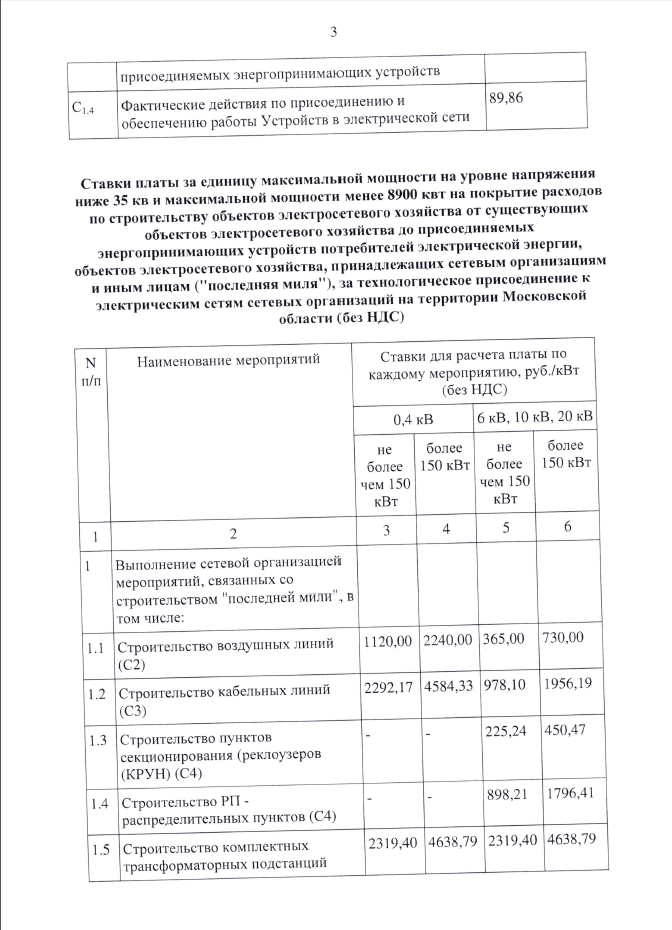 3
присоединяемых энергопринимающих устройств
С1.4
Фактические действия по присоединению и
обеспечению работы Устройств в электрической сети
89,86
Ставки платы за единицу максимальной мощности на уровне напряжения
ниже 35 кв и максимальной мощности менее 8900 квт на покрытие расходов
по строительству объектов электросетевого хозяйства от существующих
объектов электросетевого хозяйства до присоединяемых
энергопринимающих устройств потребителей электрической энергии,
объектов электросетевого хозяйства, принадлежащих сетевым организациям
и иным лицам ("последняя миля"), за технологическое присоединение к
электрическим сетям сетевых организаций на территории Московской
области (без НДС)
N
п/п
Наименование мероприятий
Ставки для расчета платы по
каждому мероприятию, руб./кВт
(без НДС)
0,4 кВ
6 кВ, 10 кВ, 20 кВ
не
более
чем 150
кВт
более
150 кВт
не
более
чем 150
кВт
более
150 кВт
1 2 3 4 5 6
1
Выполнение сетевой организацией
мероприятий, связанных со
строительством "последней мили", в
том числе:
1.1
Строительство воздушных линий
(С2)
1120,00 2240,00 365,00 730,00
1.2
Строительство кабельных линий
(С3)
2292,17 4584,33 978,10 1956,19
1.3
Строительство пунктов
секционирования (реклоузеров
(КРУН) (С4)
- - 225,24 450,47
1.4
Строительство РП -
распределительных пунктов (С4)
- - 898,21 1796,41
1.5
Строительство комплектных
трансформаторных подстанций
2319,40 4638,79 2319,40 4638,79